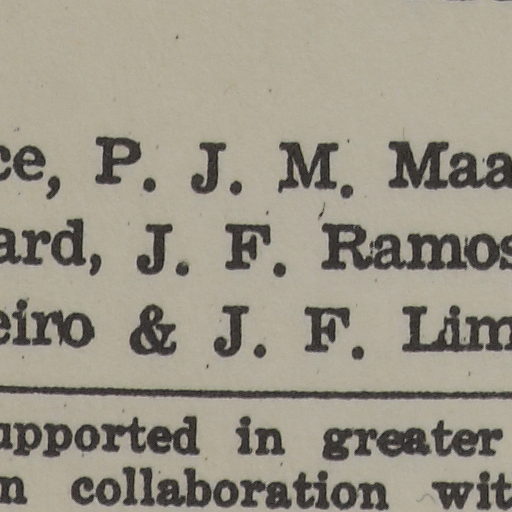 ce, P. J. M. Maa
ard, J. F. Ramos
eiro & J. F. Lim
upported in greater
n collaboration wit